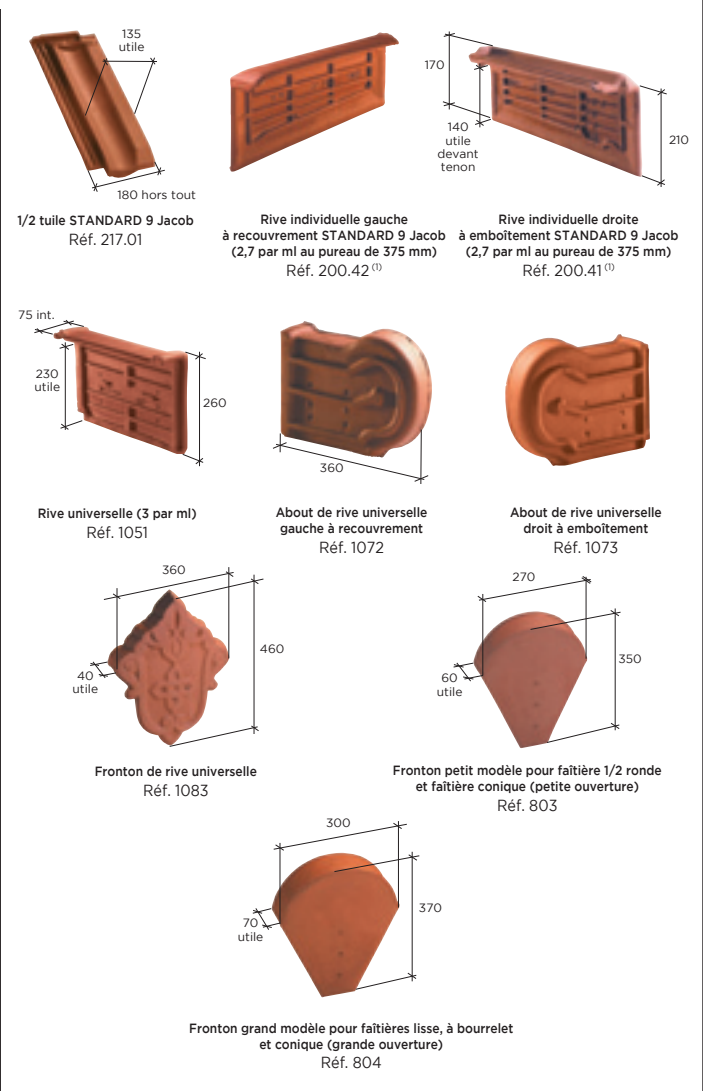 135
utile
180 hors tout
1/2 tuile STANDARD 9 Jacob
Réf. 217.01
Rive individuelle gauche
à recouvrement STANDARD 9 Jacob
(2,7 par ml au pureau de 375 mm)
Réf. 200.42 (1)
170
140
utile
devant
tenon
210
Rive individuelle droite
à emboîtement STANDARD 9 Jacob
(2,7 par ml au pureau de 375 mm)
Réf. 200.41 (1)
75 int.
230
utile
260
Rive universelle (3 par ml)
Réf. 1051
360
About de rive universelle
gauche à recouvrement
Réf. 1072
About de rive universelle
droit à emboîtement
Réf. 1073
360
460
40
utile
Fronton de rive universelle
Réf. 1083
270
350
60
utile
Fronton petit modèle pour faîtière 1/2 ronde
et faîtière conique (petite ouverture)
Réf. 803
300
370
70
utile
Fronton grand modèle pour faîtières lisse, à bourrelet
et conique (grande ouverture)
Réf. 804